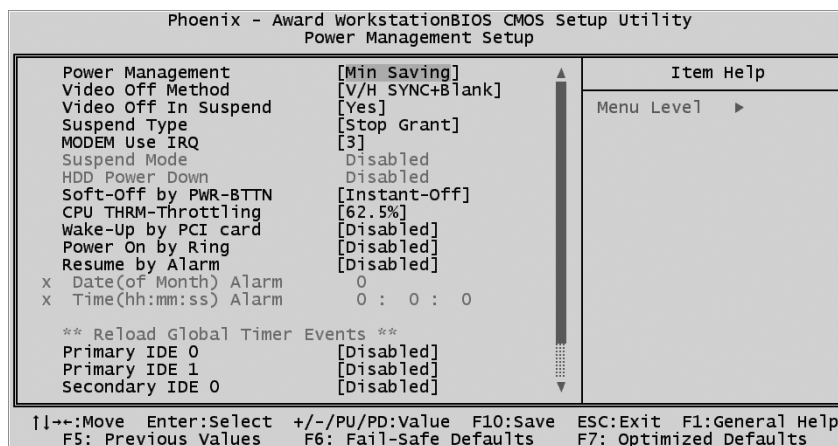 Phoenix - Award WorkstationBIOS CMOS Setup Utility
Power Management Setup
Power Management [Min Saving]
Video Off Method [V/H SYNC+Blank]
Video Off In Suspend [Yes]
Suspend Type [Stop Grant]
MODEM Use IRQ [3]
Suspend Mode Disabled
HDD Power Down Disabled
Soft-Off by PWR-BTTN [Instant-Off]
CPU THRM-Throttling [62.5%]
Wake-Up by PCI card [Disabled]
Power On by Ring [Disabled]
Resume by Alarm [Disabled]
x Date(of Month) Alarm 0
x Time(hh:mm:ss) Alarm 0 : 0 : 0
** Reload Global Timer Events **
Primary IDE 0 [Disabled]
Primary IDE 1 [Disabled]
Secondary IDE 0 [Disabled]
Item Help
Menu Level ▶
↑↓→←:Move Enter:Select +/-/PU/PD:Value F10:Save ESC:Exit F1:General Help
F5: Previous Values F6: Fail-Safe Defaults F7: Optimized Defaults